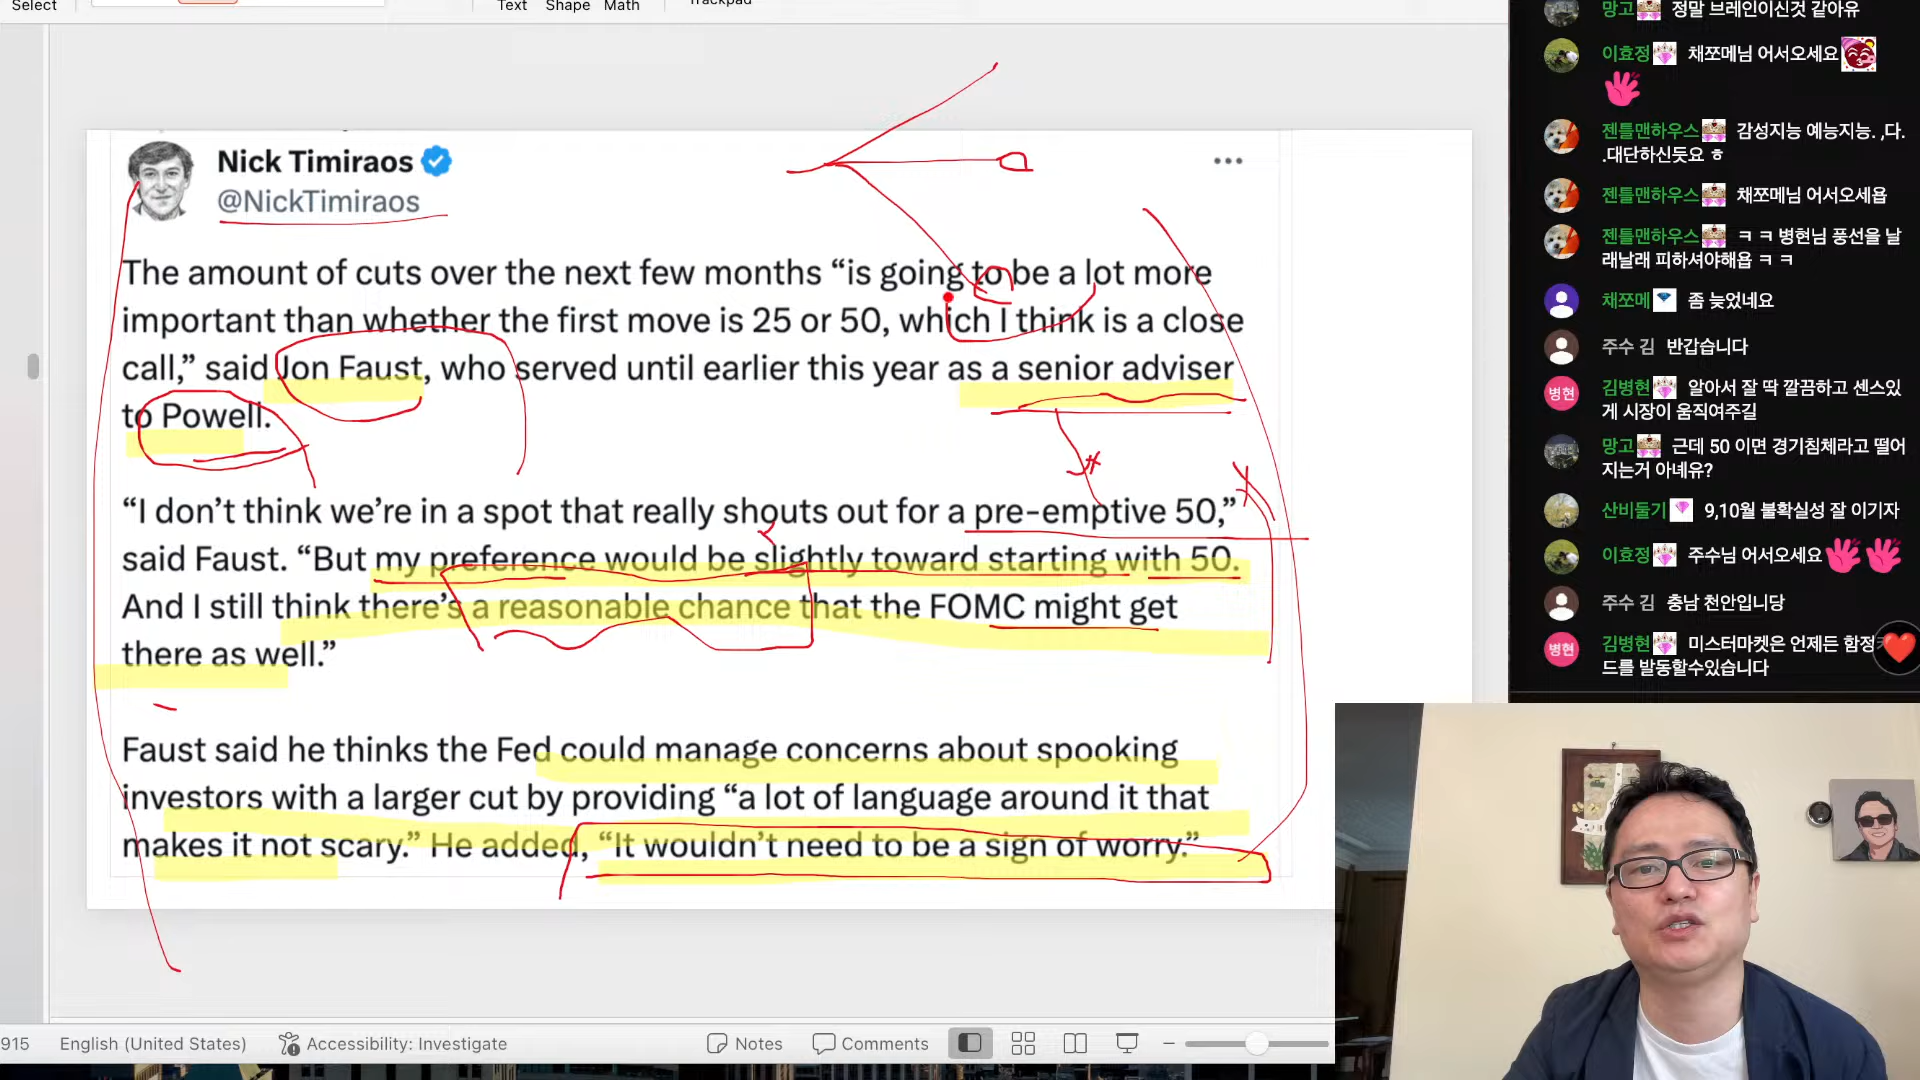 Select
Text Shape Math
Nick Timiraos
@NickTimiraos
The amount of cuts over the next few months “is going to be a lot more
important than whether the first move is 25 or 50, which I think is a close
call,” said Jon Faust, who served until earlier this year as a senior adviser
to Powell.
“I don’t think we’re in a spot that really shouts out for a pre-emptive 50,”
said Faust. “But my preference would be slightly toward starting with 50.
And I still think there’s a reasonable chance that the FOMC might get
there as well.”
Faust said he thinks the Fed could manage concerns about spooking
investors with a larger cut by providing “a lot of language around it that
makes it not scary.” He added, “It wouldn’t need to be a sign of worry.”
915 English (United States) Accessibility: Investigate Notes Comments
망고 정말 브레인이신것 같아유
이효정 채쪼메님 어서오세요
젠틀맨하우스 감성지능 예능지능. ,다.
.대단하신듯요 ㅎ
젠틀맨하우스 채쪼메님 어서오세욥
젠틀맨하우스 ㅋ ㅋ 병현님 풍선을 날
래날래 피하셔야해욥 ㅋ ㅋ
채쪼메 좀 늦었네요
주수 김 반갑습니다
병현 김병현 알아서 잘 딱 깔끔하고 센스있
게 시장이 움직여주길
망고 근데 50 이면 경기침체라고 떨어
지는거 아녜유?
산비둘기 9,10월 불확실성 잘 이기자
이효정 주수님 어서오세요
주수 김 충남 천안입니당
병현 김병현 미스터마켓은 언제든 함정
드를 발동할수있습니다